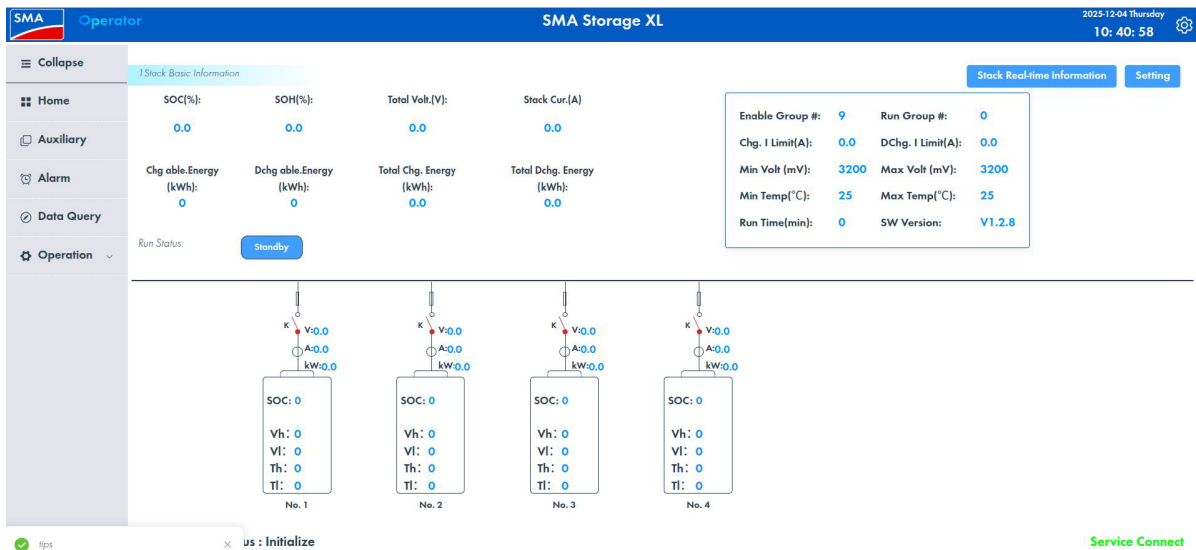 SMA
Operator
SMA Storage XL
2025-12-04 Thursday
10: 40: 58
Collapse
Home
Auxiliary
Alarm
Data Query
Operation
1Stack Basic Information
Stack Real-time Information
Setting
SOC(%): SOH(%): Total Volt.(V): Stack Cur.(A)
0.0 0.0 0.0 0.0
Chg able.Energy (kWh): Dchg able.Energy (kWh): Total Chg. Energy (kWh): Total Dchg. Energy (kWh):
0 0 0.0 0.0
Run Status: Standby
Enable Group #: 9 Run Group #: 0
Chg. I Limit(A): 0.0 DChg. I Limit(A): 0.0
Min Volt (mV): 3200 Max Volt (mV): 3200
Min Temp(°C): 25 Max Temp(°C): 25
Run Time(min): 0 SW Version: V1.2.8
K V:0.0 K V:0.0 K V:0.0 K V:0.0
A:0.0 A:0.0 A:0.0 A:0.0
kW:0.0 kW:0.0 kW:0.0 kW:0.0
SOC: 0 SOC: 0 SOC: 0 SOC: 0
Vh: 0 Vh: 0 Vh: 0 Vh: 0
Vl: 0 Vl: 0 Vl: 0 Vl: 0
Th: 0 Th: 0 Th: 0 Th: 0
Tl: 0 Tl: 0 Tl: 0 Tl: 0
No. 1 No. 2 No. 3 No. 4
tips
us : Initialize
Service Connect